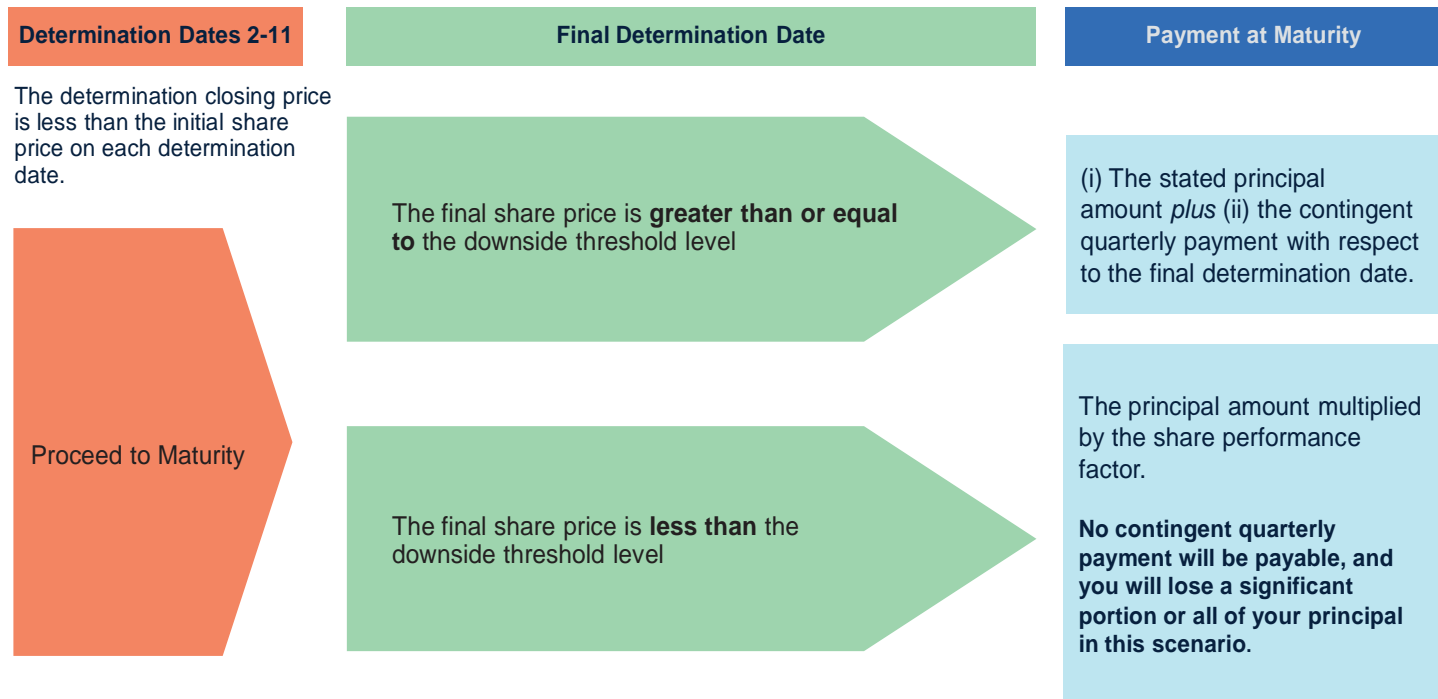 Determination Dates 2-11
Final Determination Date
Payment at Maturity
The determination closing price
is less than the initial share
price on each determination
date.
Proceed to Maturity
The final share price is greater than or equal
to the downside threshold level
(i) The stated principal
amount plus (ii) the contingent
quarterly payment with respect
to the final determination date.
The final share price is less than the
downside threshold level
The principal amount multiplied
by the share performance
factor.
No contingent quarterly
payment will be payable, and
you will lose a significant
portion or all of your principal
in this scenario.